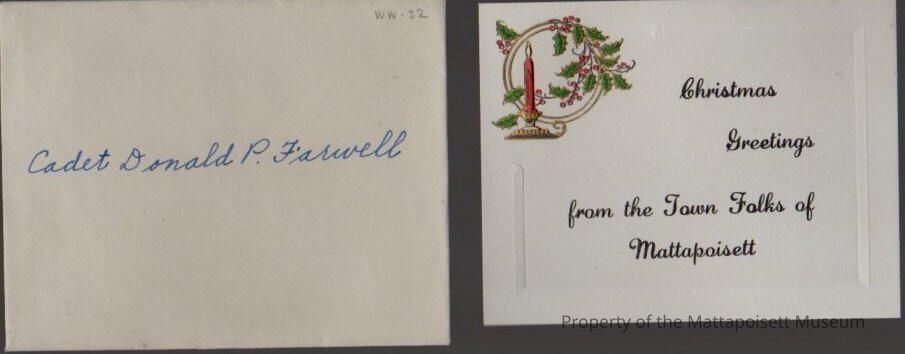 WW-22
Cadet Donald P. Farwell
Christmas
Greetings
from the Town Folks of
Mattapoisett
Property of the Mattapoisett Museum